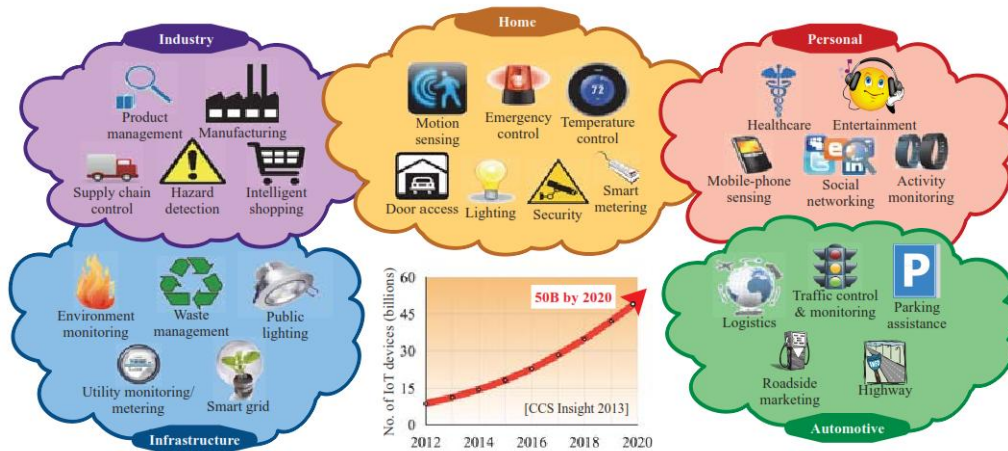 Industry
Product
management
Manufacturing
Supply chain
control
Hazard
detection
Intelligent
shopping
Home
Motion
sensing
Emergency
control
72
Temperature
control
Door access
Lighting
Security
Smart
metering
Personal
Healthcare
Entertainment
Mobile-phone
sensing
Social
networking
Activity
monitoring
Environment
monitoring
Waste
management
Public
lighting
Utility monitoring/
metering
Smart grid
Infrastructure
No. of IoT devices (billions)
60
45
30
15
0
50B by 2020
[CCS Insight 2013]
2012 2014 2016 2018 2020
Logistics
Traffic control
& monitoring
P
Parking
assistance
Roadside
marketing
Highway
Automotive